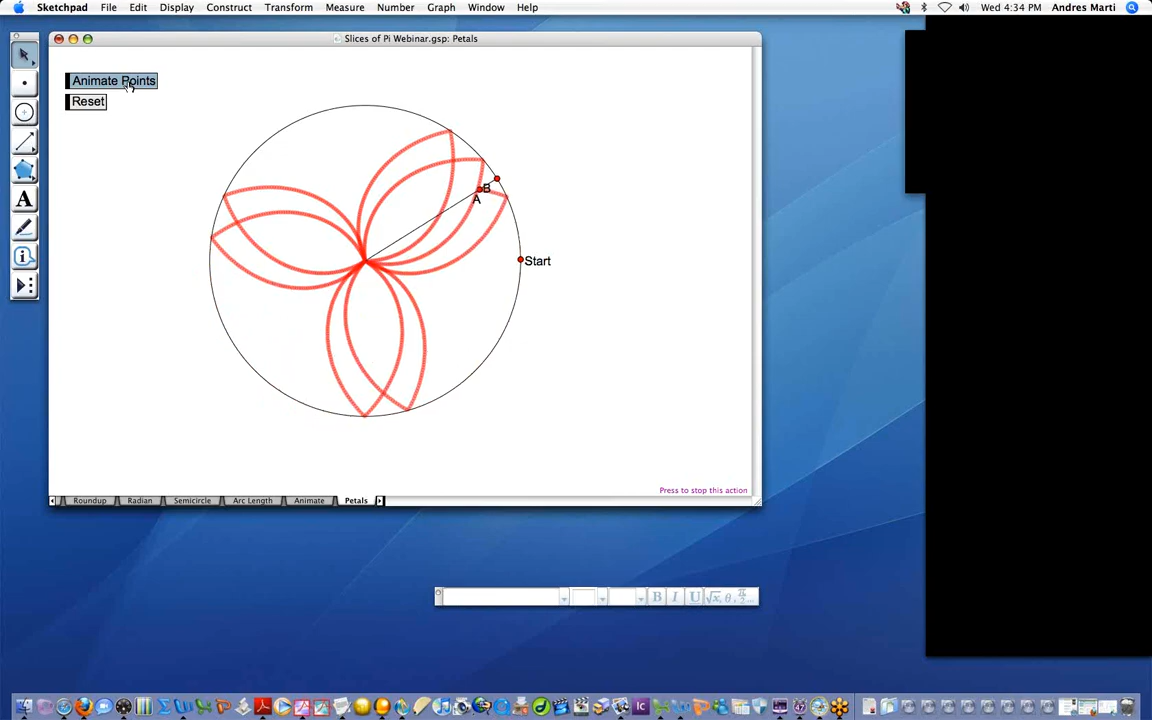 Sketchpad File Edit Display Construct Transform Measure Number Graph Window Help Wed 4:34 PM Andres Marti
Slices of Pi Webinar.gsp: Petals
Animate Points
Reset
B
A
Start
A
Press to stop this action
Roundup Radian Semicircle Arc Length Animate Petals
B I U √x, θ, π/2...
IC